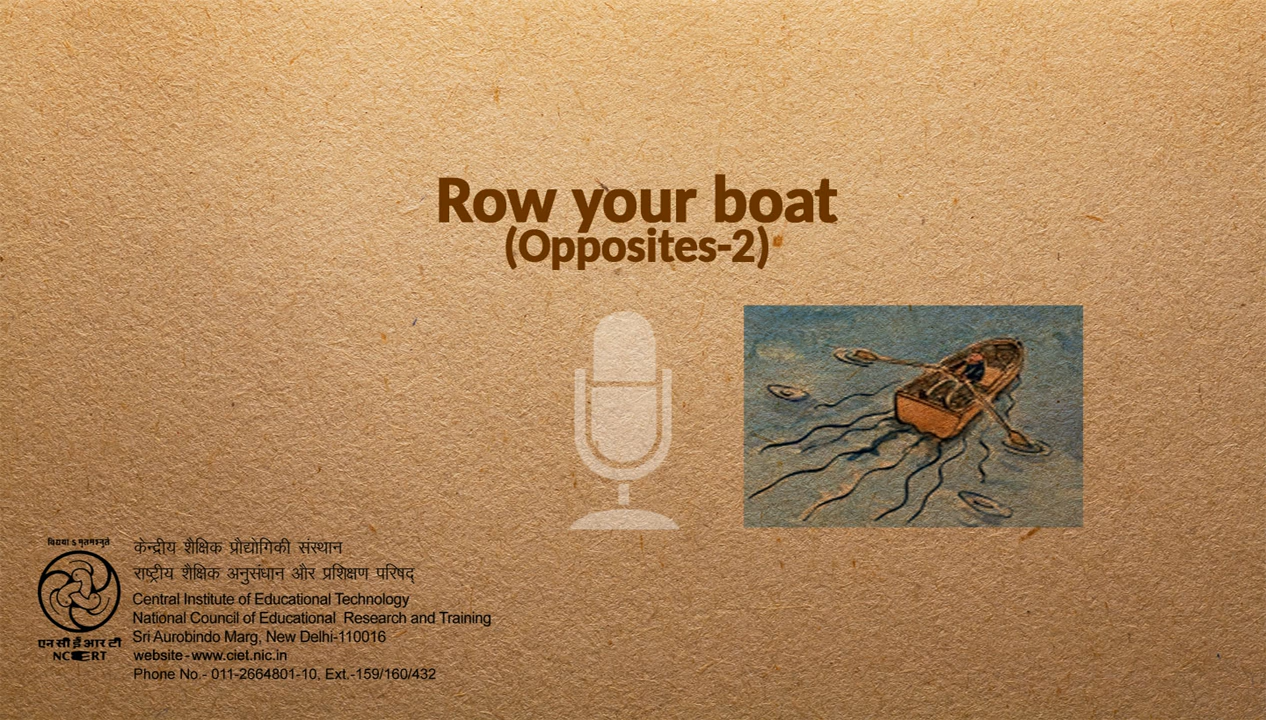 Row your boat
(Opposites-2)
विद्यया ऽ मृतमश्नुते
एन सी ई आर टी
NCERT
केन्द्रीय शैक्षिक प्रौद्योगिकी संस्थान
राष्ट्रीय शैक्षिक अनुसंधान और प्रशिक्षण परिषद्
Central Institute of Educational Technology
National Council of Educational Research and Training
Sri Aurobindo Marg, New Delhi-110016
website - www.ciet.nic.in
Phone No.- 011-2664801-10, Ext.-159/160/432